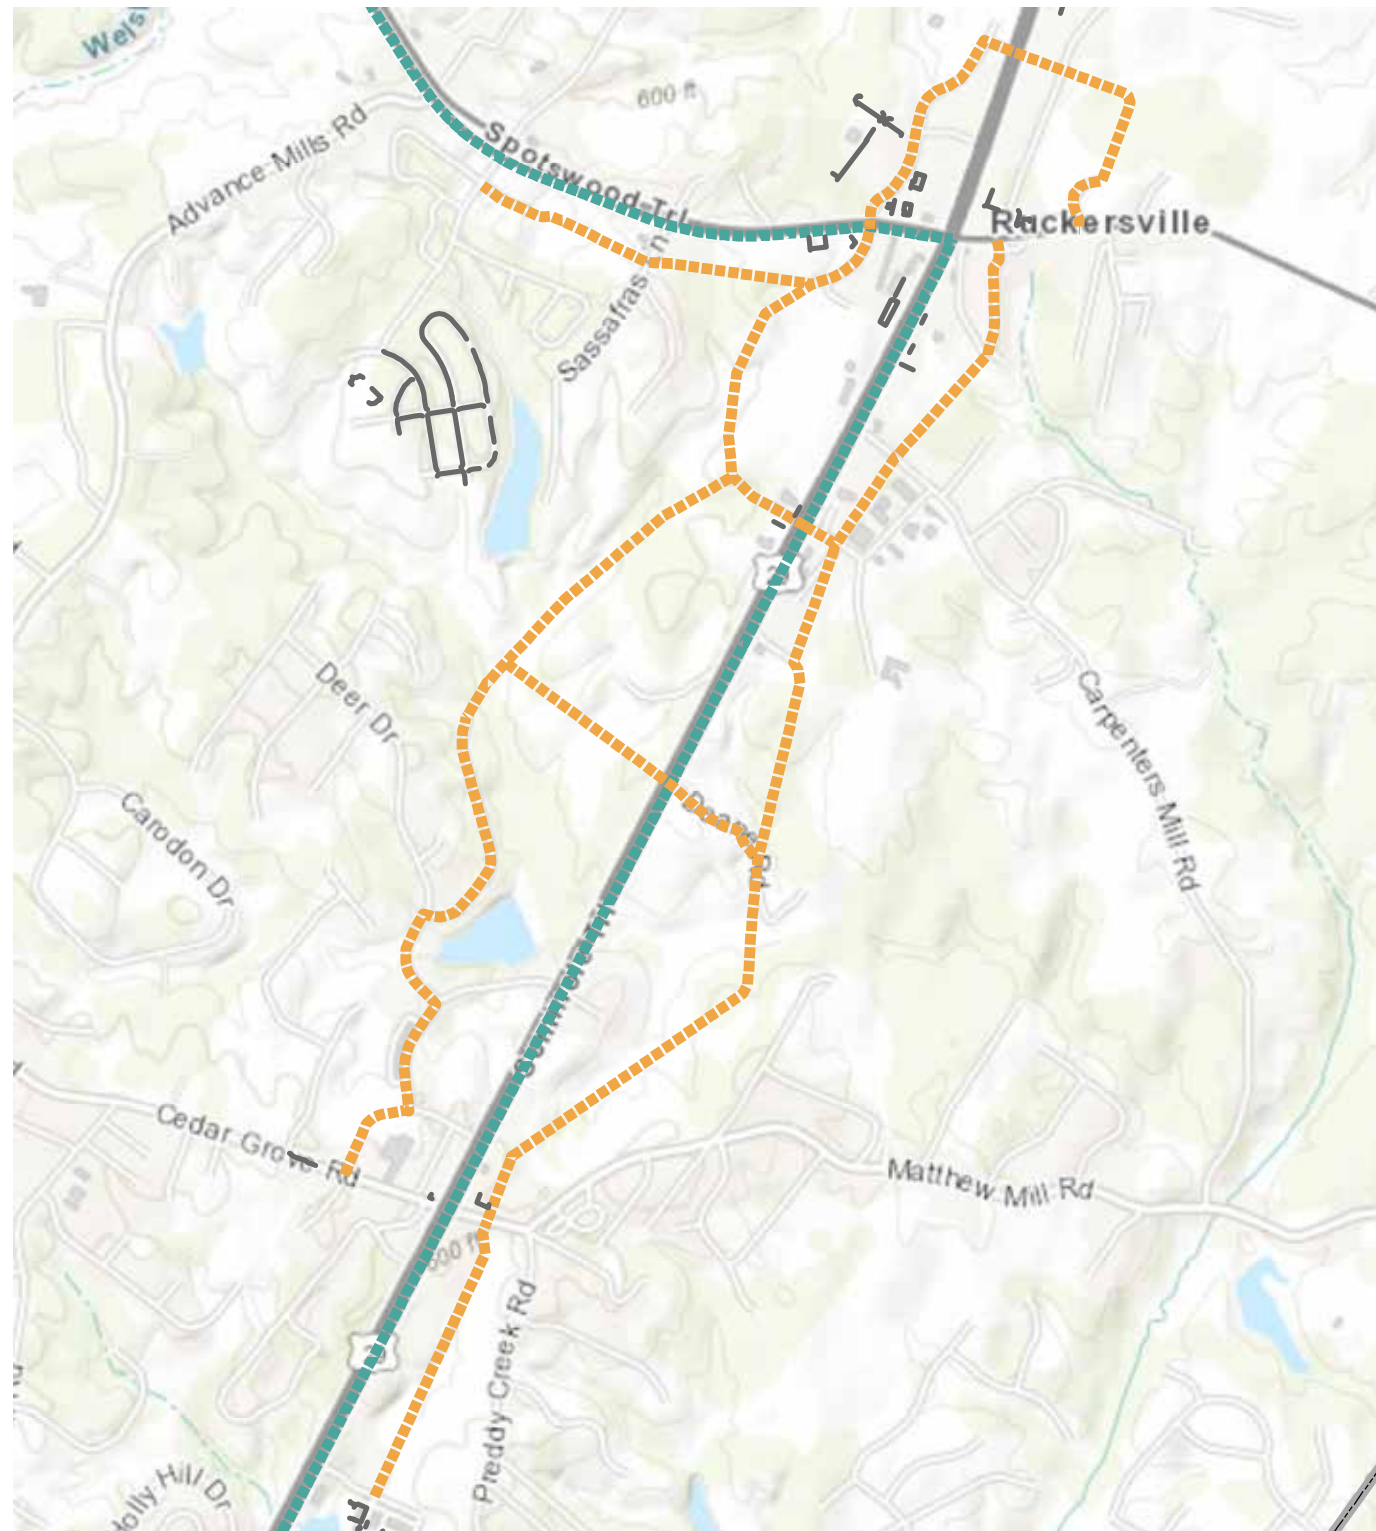 Wels
600 ft
Advance Mills Rd
Spotswood Trl
Ruckersville
Sassafras Ln
Deer Dr
Carpenters Mill Rd
Carodon Dr
Cedar Grove Rd
Matthew Mill Rd
600 ft
Preddy Creek Rd
Holly Hill Dr